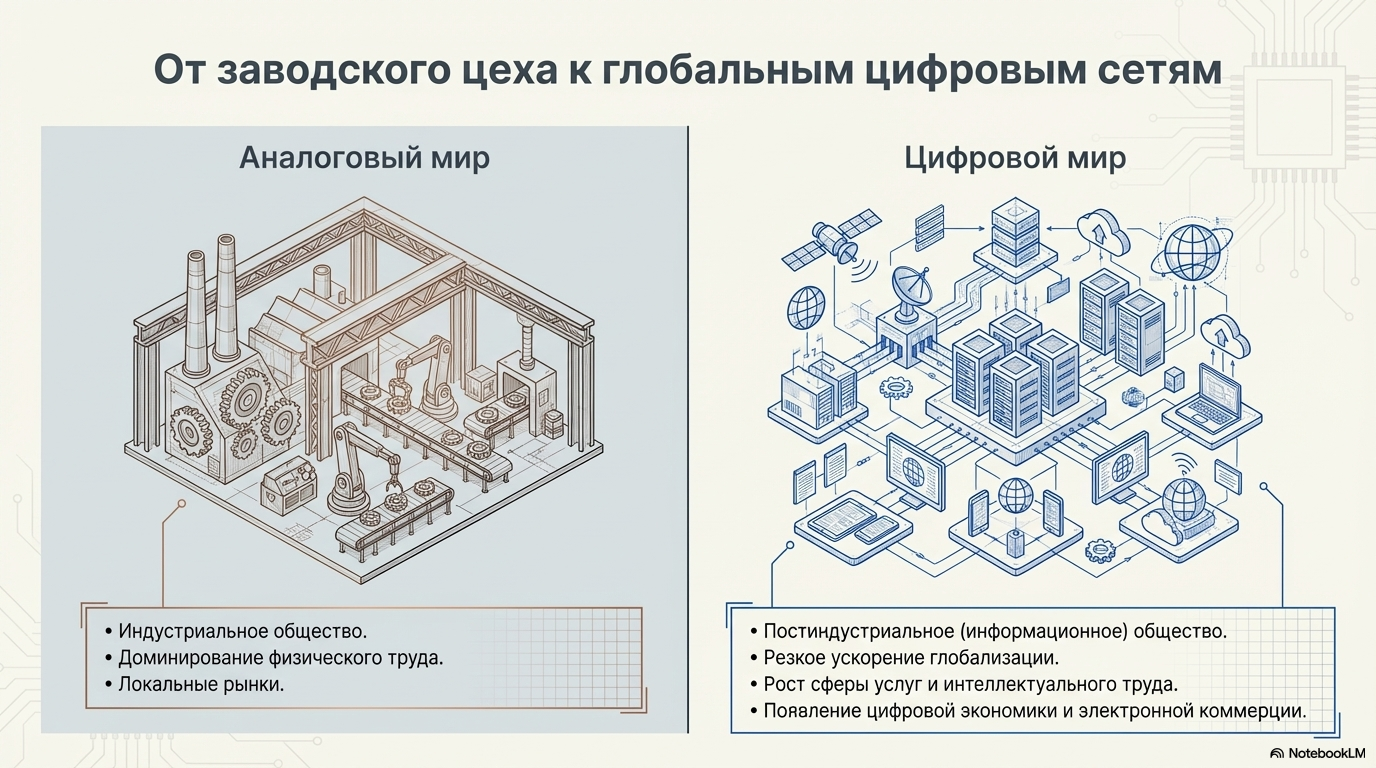 От заводского цеха к глобальным цифровым сетям
Аналоговый мир
• Индустриальное общество.
• Доминирование физического труда.
• Локальные рынки.
Цифровой мир
• Постиндустриальное (информационное) общество.
• Резкое ускорение глобализации.
• Рост сферы услуг и интеллектуального труда.
• Появление цифровой экономики и электронной коммерции.
NotebookLM